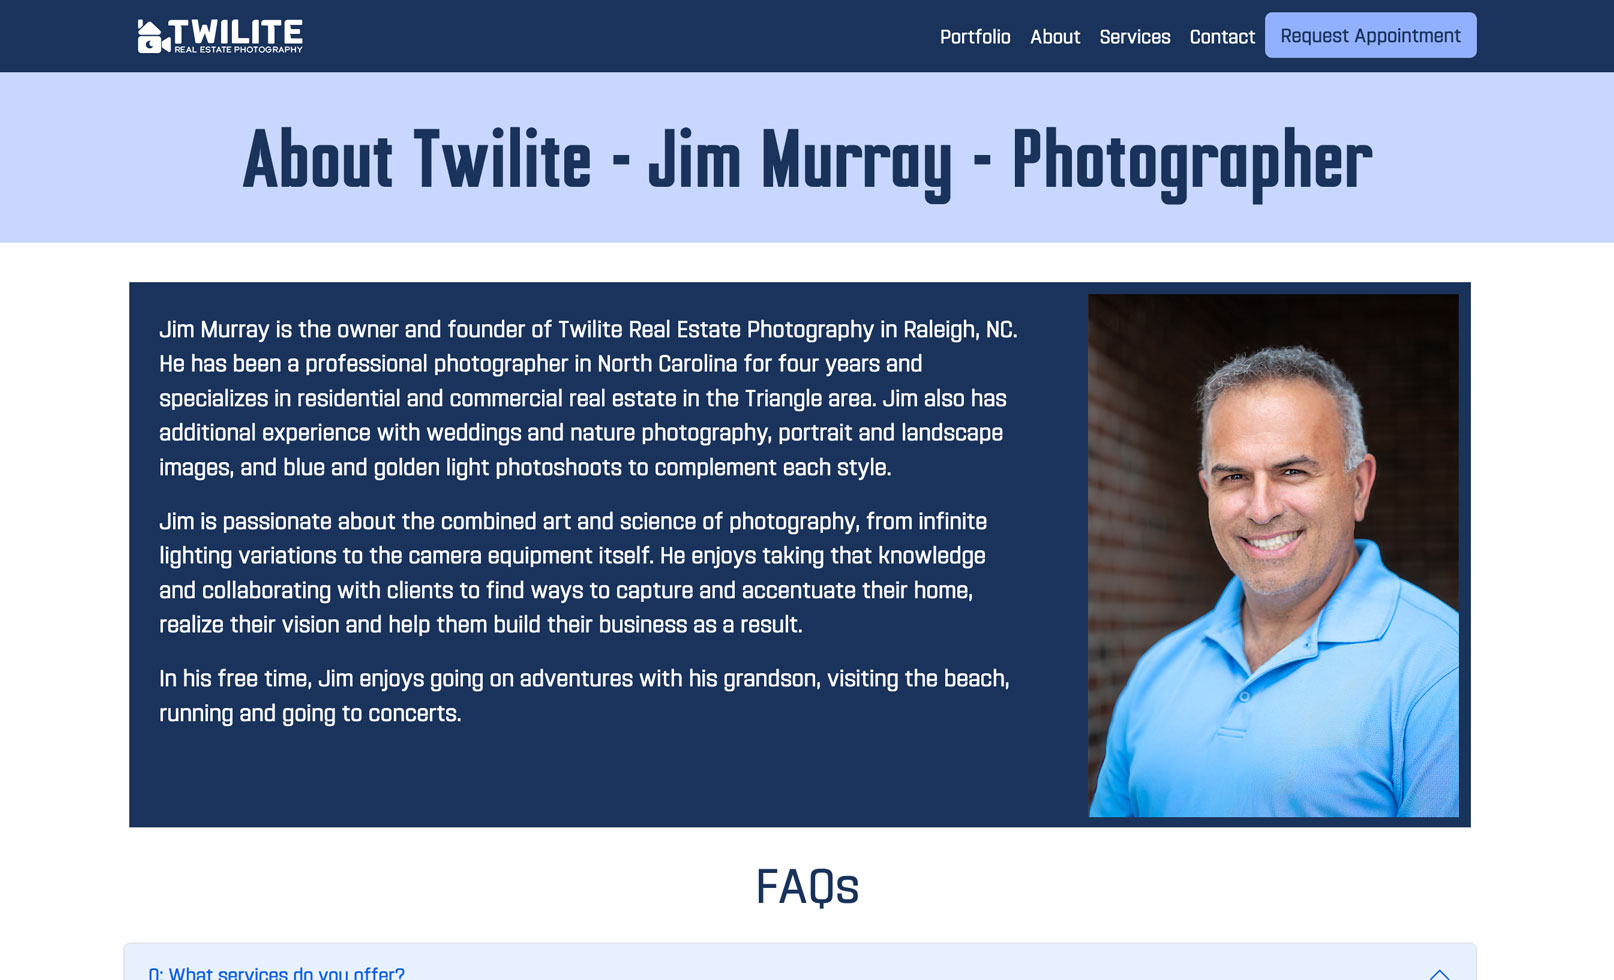 TWILITE
REAL ESTATE PHOTOGRAPHY
Portfolio About Services Contact Request Appointment
About Twilite - Jim Murray - Photographer
Jim Murray is the owner and founder of Twilite Real Estate Photography in Raleigh, NC.
He has been a professional photographer in North Carolina for four years and
specializes in residential and commercial real estate in the Triangle area. Jim also has
additional experience with weddings and nature photography, portrait and landscape
images, and blue and golden light photoshoots to complement each style.
Jim is passionate about the combined art and science of photography, from infinite
lighting variations to the camera equipment itself. He enjoys taking that knowledge
and collaborating with clients to find ways to capture and accentuate their home,
realize their vision and help them build their business as a result.
In his free time, Jim enjoys going on adventures with his grandson, visiting the beach,
running and going to concerts.
FAQs
Q: What services do you offer?